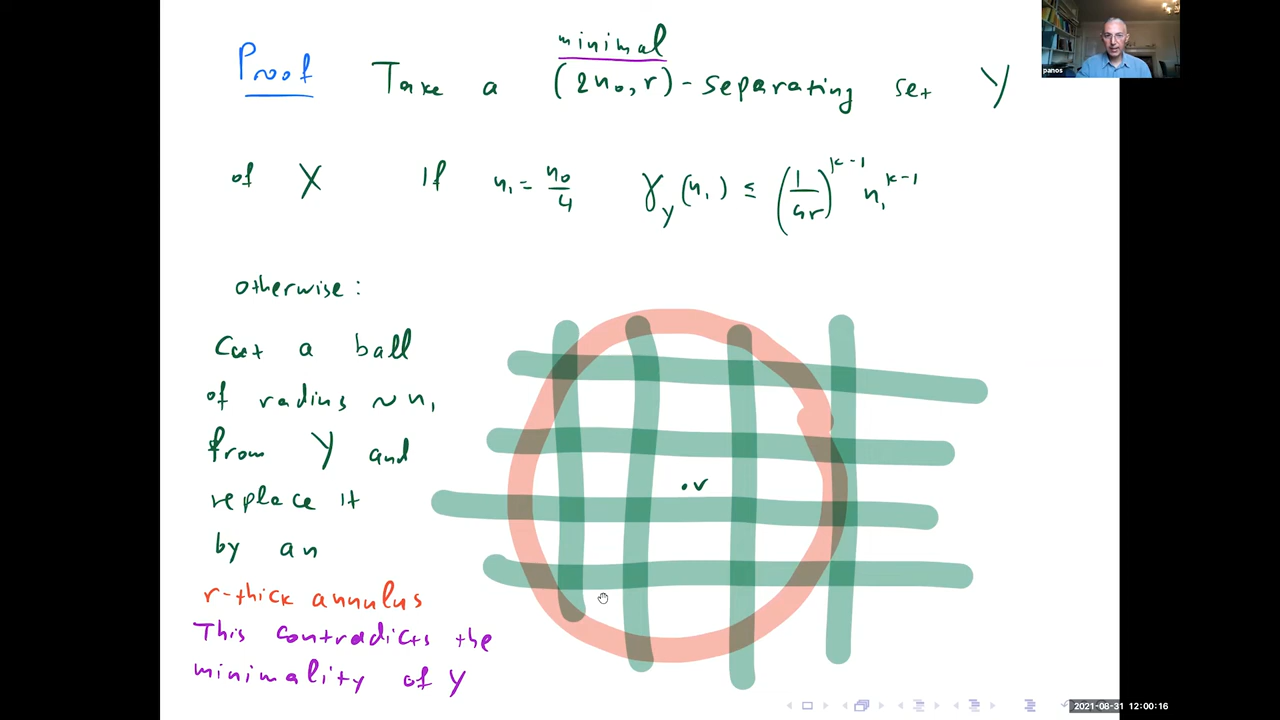 Proof Take a minimal (2n₀,r)-separating set Y
of X If n₁ = n₀/4 γ_Y(n₁) ≤ (1/4r)^{k-1} n₁^{k-1}
otherwise:
Cut a ball
of radius ~ n₁
from Y and
replace it
by an
r-thick annulus
This contradicts the
minimality of Y
.v
panos
2021-08-31 12:00:16